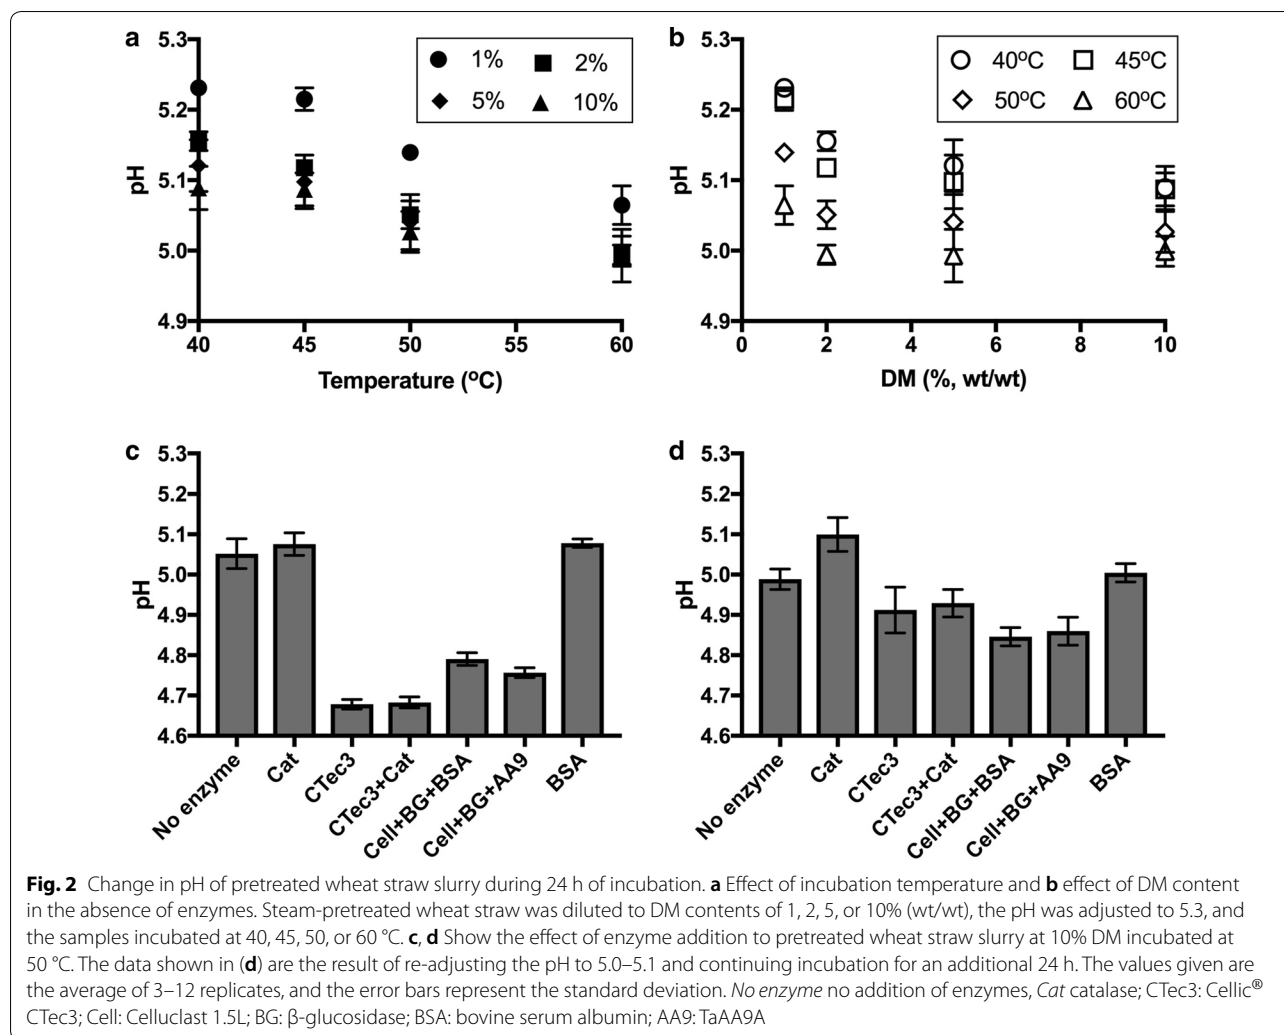 a
5.3
5.2
5.1
5.0
4.9
pH
1% 2%
5% 10%
40 45 50 55 60
Temperature (ºC)
b
5.3
5.2
5.1
5.0
4.9
pH
40ºC 45ºC
50ºC 60ºC
0 2 4 6 8 10
DM (%, wt/wt)
c
5.3
5.2
5.1
5.0
4.9
4.8
4.7
4.6
pH
No enzyme
Cat
CTec3
CTec3+Cat
Cell+BG+BSA
Cell+BG+AA9
BSA
d
5.3
5.2
5.1
5.0
4.9
4.8
4.7
4.6
pH
No enzyme
Cat
CTec3
CTec3+Cat
Cell+BG+BSA
Cell+BG+AA9
BSA
Fig. 2 Change in pH of pretreated wheat straw slurry during 24 h of incubation. a Effect of incubation temperature and b effect of DM content
in the absence of enzymes. Steam-pretreated wheat straw was diluted to DM contents of 1, 2, 5, or 10% (wt/wt), the pH was adjusted to 5.3, and
the samples incubated at 40, 45, 50, or 60 °C. c, d Show the effect of enzyme addition to pretreated wheat straw slurry at 10% DM incubated at
50 °C. The data shown in (d) are the result of re-adjusting the pH to 5.0–5.1 and continuing incubation for an additional 24 h. The values given are
the average of 3–12 replicates, and the error bars represent the standard deviation. No enzyme no addition of enzymes, Cat catalase; CTec3: Cellic®
CTec3; Cell: Celluclast 1.5L; BG: β-glucosidase; BSA: bovine serum albumin; AA9: TaAA9A